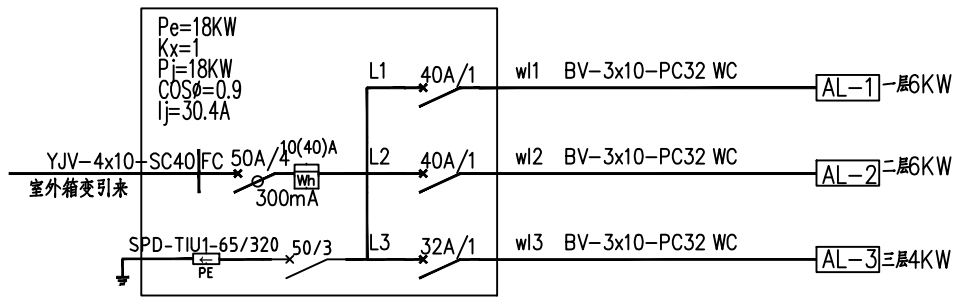 Pe=18KW
Kx=1
Pj=18KW
COSø=0.9
Ij=30.4A
L1
40A/1
wl1
BV-3x10-PC32 WC
AL-1
一层6KW
YJV-4x10-SC40 FC
室外箱变引来
50A/4
300mA
10(40)A
Wh
L2
40A/1
wl2
BV-3x10-PC32 WC
AL-2
二层6KW
SPD-TIU1-65/320
PE
50/3
L3
32A/1
wl3
BV-3x10-PC32 WC
AL-3
三层4KW